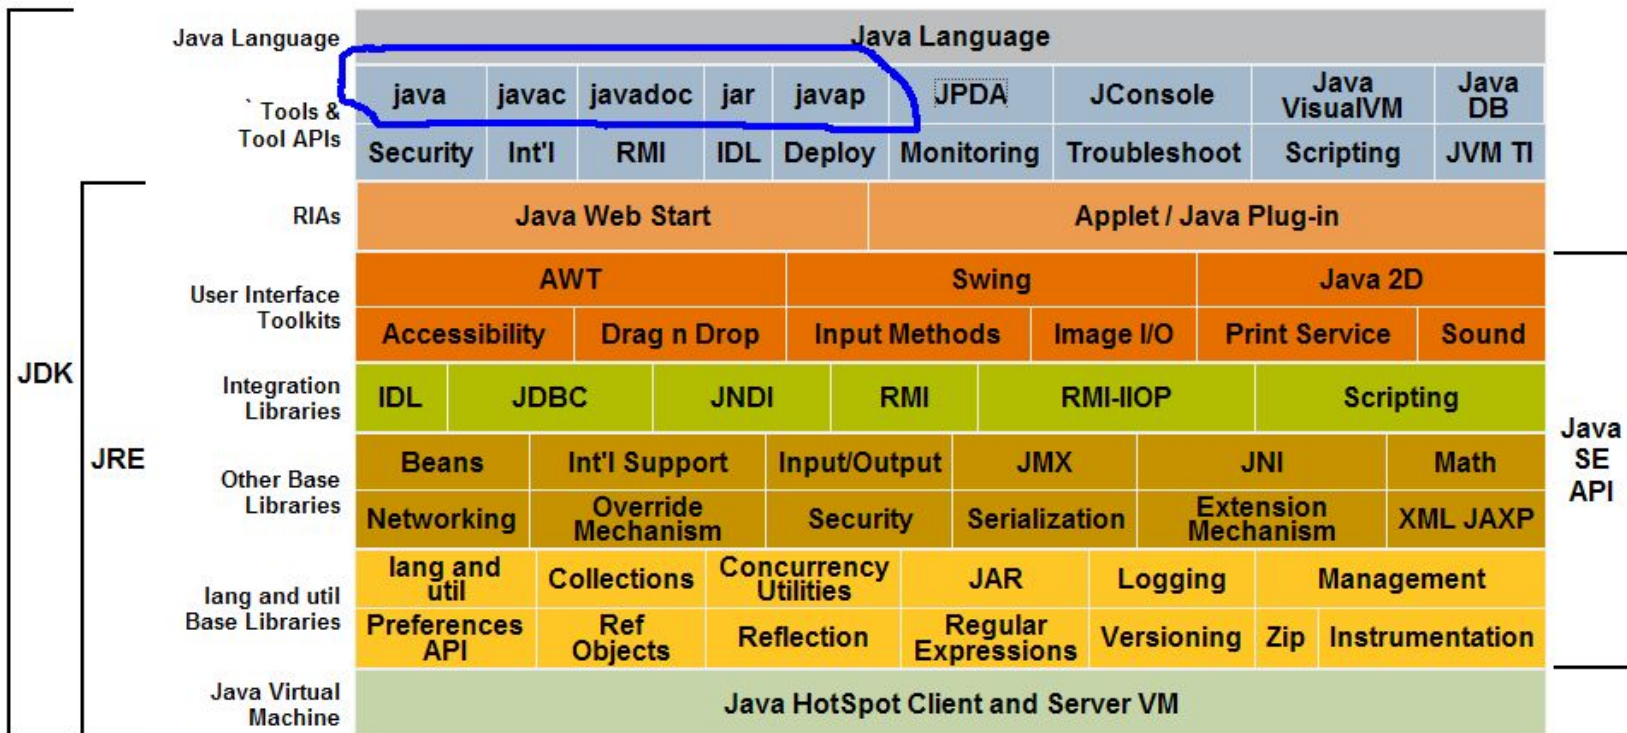 Java Language
Java Language
` Tools &
Tool APIs
java javac javadoc jar javap JPDA JConsole Java VisualVM Java DB
Security Int'l RMI IDL Deploy Monitoring Troubleshoot Scripting JVM TI
RIAs
Java Web Start Applet / Java Plug-in
User Interface
Toolkits
AWT Swing Java 2D
Accessibility Drag n Drop Input Methods Image I/O Print Service Sound
JDK
Integration
Libraries
IDL JDBC JNDI RMI RMI-IIOP Scripting
JRE
Java
SE
API
Other Base
Libraries
Beans Int'l Support Input/Output JMX JNI Math
Networking Override Mechanism Security Serialization Extension Mechanism XML JAXP
lang and util
Base Libraries
lang and util Collections Concurrency Utilities JAR Logging Management
Preferences API Ref Objects Reflection Regular Expressions Versioning Zip Instrumentation
Java Virtual
Machine
Java HotSpot Client and Server VM